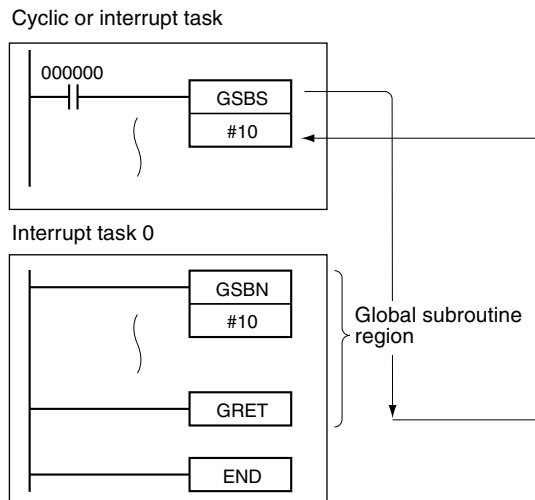 Cyclic or interrupt task
000000
GSBS
#10
Interrupt task 0
GSBN
#10
Global subroutine
region
GRET
END